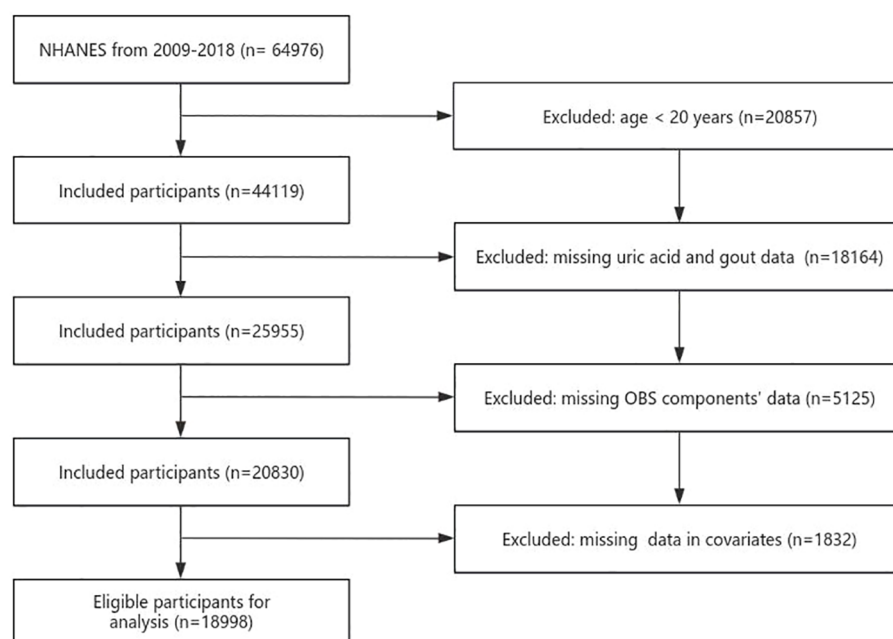 NHANES from 2009-2018 (n= 64976)
Excluded: age < 20 years (n=20857)
Included participants (n=44119)
Excluded: missing uric acid and gout data (n=18164)
Included participants (n=25955)
Excluded: missing OBS components' data (n=5125)
Included participants (n=20830)
Excluded: missing data in covariates (n=1832)
Eligible participants for
analysis (n=18998)